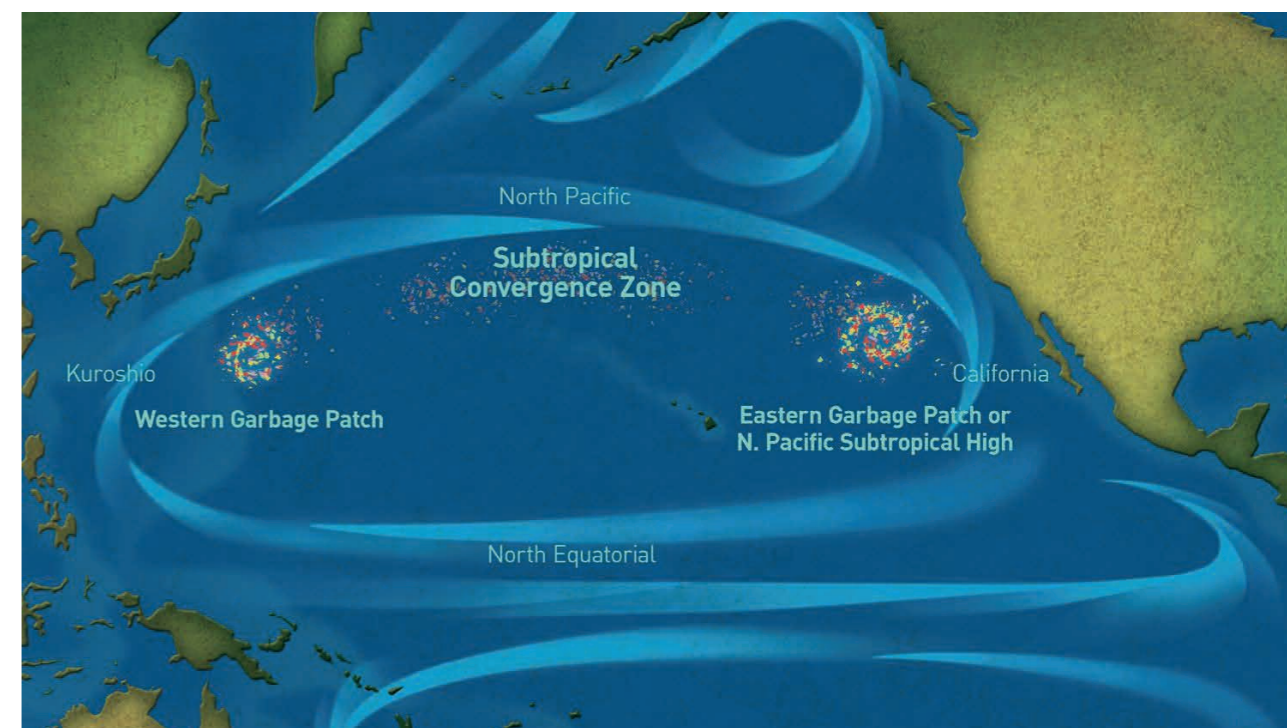 North Pacific
Subtropical
Convergence Zone
Kuroshio
California
Western Garbage Patch
Eastern Garbage Patch or
N. Pacific Subtropical High
North Equatorial